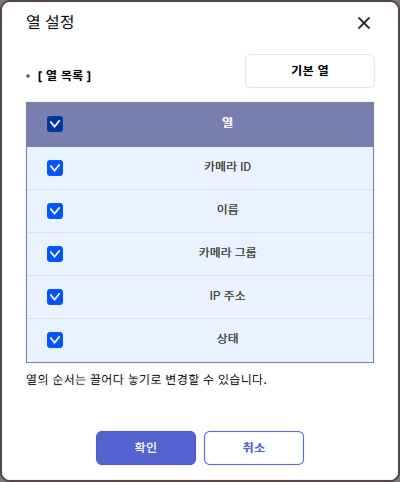 열 설정
[ 열 목록 ]
기본 열
열
카메라 ID
이름
카메라 그룹
IP 주소
상태
열의 순서는 끌어다 놓기로 변경할 수 있습니다.
확인
취소